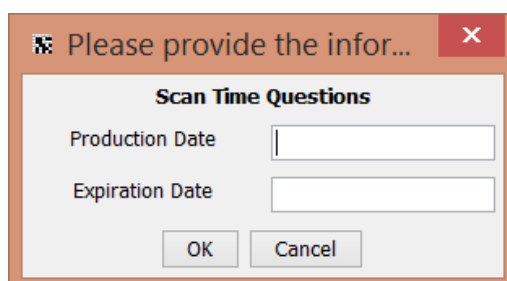 Please provide the infor...
Scan Time Questions
Production Date
Expiration Date
OK Cancel